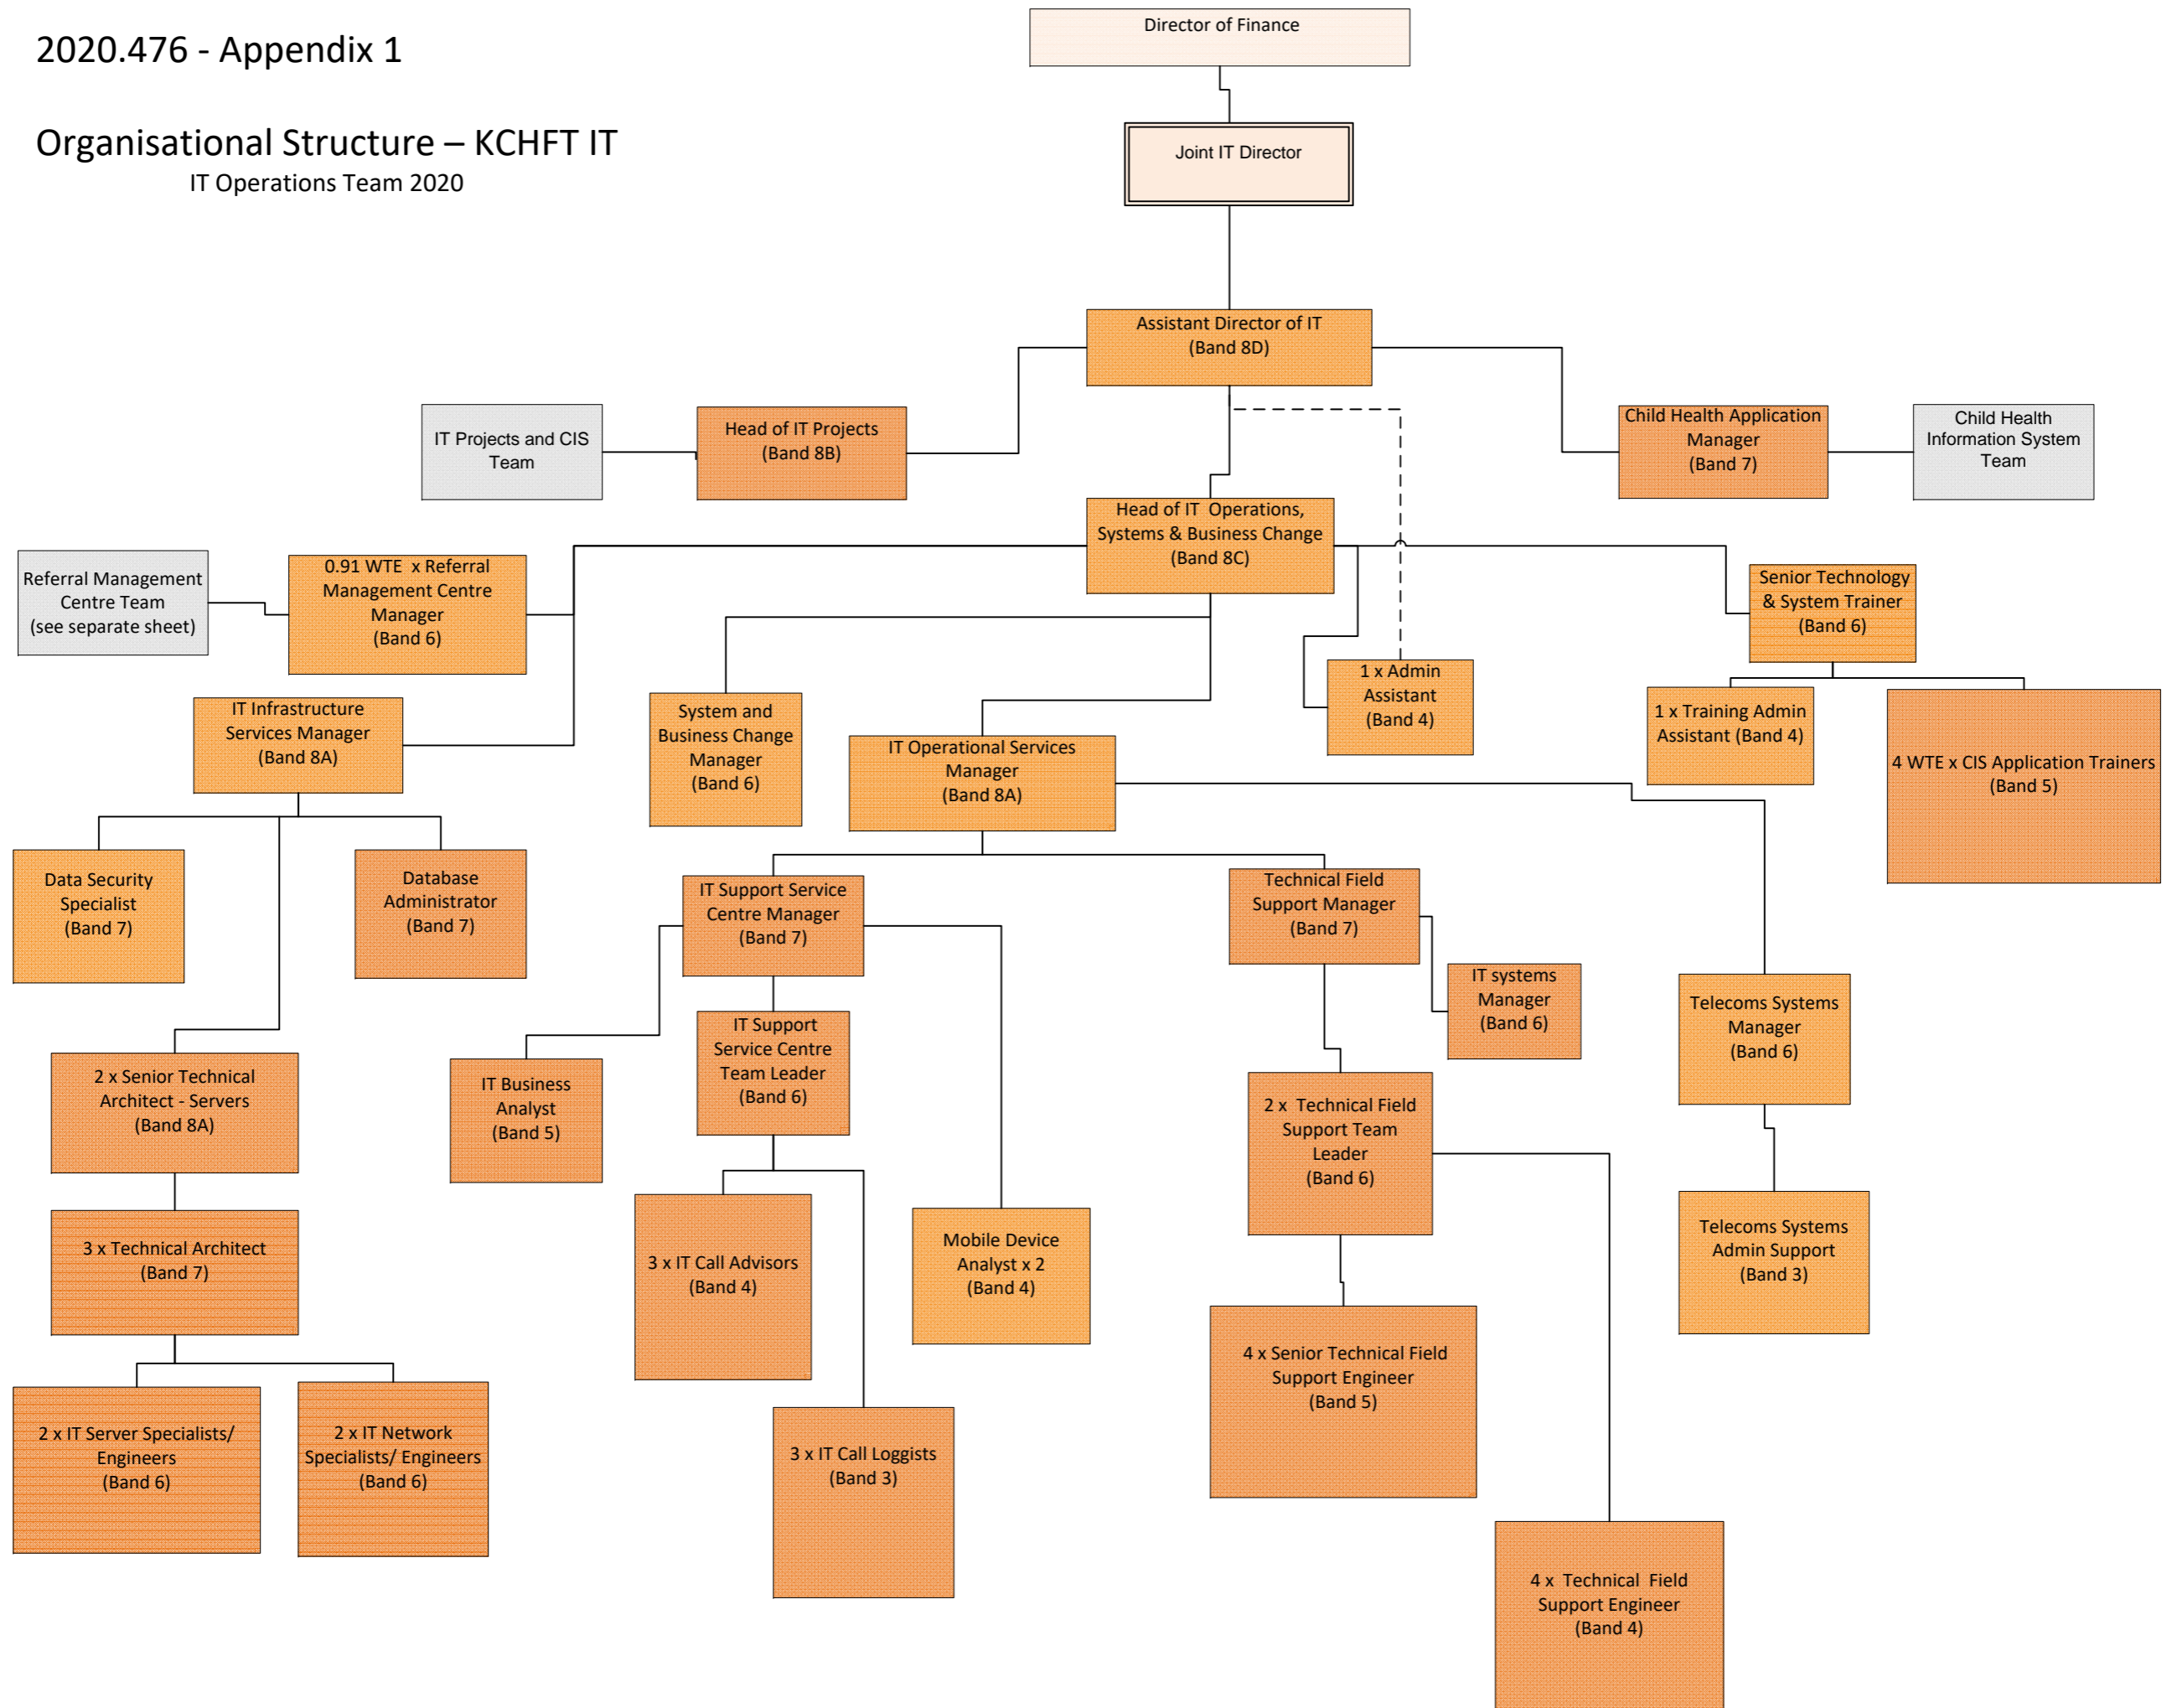 2020.476 - Appendix 1
Organisational Structure – KCHFT IT
IT Operations Team 2020
Director of Finance
Joint IT Director
Assistant Director of IT
(Band 8D)
IT Projects and CIS
Team
Head of IT Projects
(Band 8B)
Child Health Application
Manager
(Band 7)
Child Health
Information System
Team
Head of IT Operations,
Systems & Business Change
(Band 8C)
Referral Management
Centre Team
(see separate sheet)
0.91 WTE x Referral
Management Centre
Manager
(Band 6)
Senior Technology
& System Trainer
(Band 6)
IT Infrastructure
Services Manager
(Band 8A)
System and
Business Change
Manager
(Band 6)
IT Operational Services
Manager
(Band 8A)
1 x Admin
Assistant
(Band 4)
1 x Training Admin
Assistant (Band 4)
4 WTE x CIS Application Trainers
(Band 5)
Data Security
Specialist
(Band 7)
Database
Administrator
(Band 7)
IT Support Service
Centre Manager
(Band 7)
Technical Field
Support Manager
(Band 7)
IT systems
Manager
(Band 6)
Telecoms Systems
Manager
(Band 6)
2 x Senior Technical
Architect - Servers
(Band 8A)
IT Business
Analyst
(Band 5)
IT Support
Service Centre
Team Leader
(Band 6)
2 x Technical Field
Support Team
Leader
(Band 6)
3 x Technical Architect
(Band 7)
3 x IT Call Advisors
(Band 4)
Mobile Device
Analyst x 2
(Band 4)
Telecoms Systems
Admin Support
(Band 3)
4 x Senior Technical Field
Support Engineer
(Band 5)
2 x IT Server Specialists/
Engineers
(Band 6)
2 x IT Network
Specialists/ Engineers
(Band 6)
3 x IT Call Loggists
(Band 3)
4 x Technical Field
Support Engineer
(Band 4)